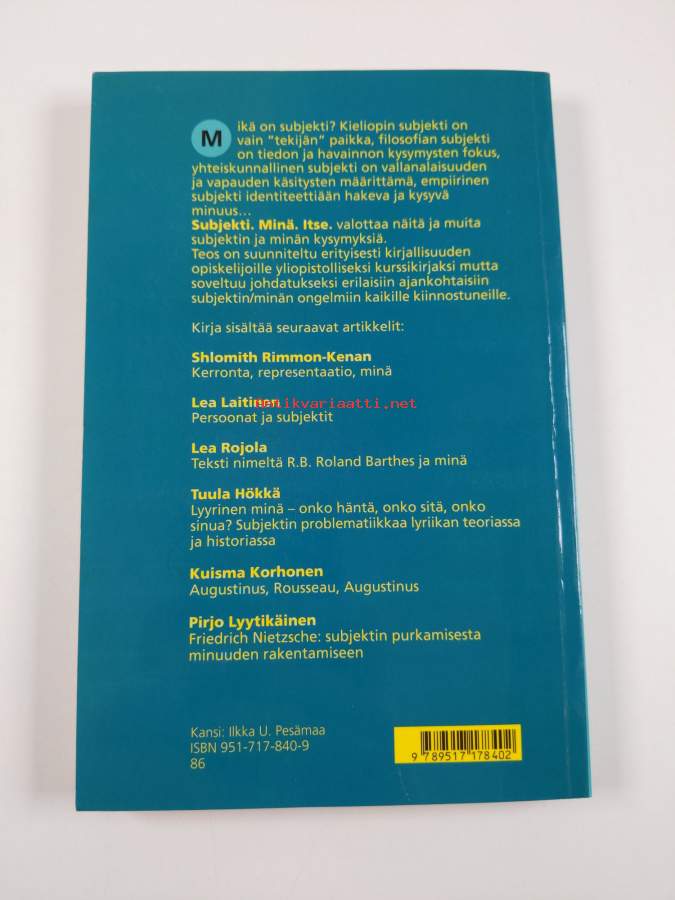 Mikä on subjekti? Kieliopin subjekti on
vain ”tekijän” paikka, filosofian subjekti
on tiedon ja havainnon kysymysten fokus,
yhteiskunnallinen subjekti on vallanalaisuuden
ja vapauden käsitysten määrittämä, empiirinen
subjekti identiteettiään hakeva ja kysyvä
minuus...
Subjekti. Minä. Itse. valottaa näitä ja muita
subjektin ja minän kysymyksiä.
Teos on suunniteltu erityisesti kirjallisuuden
opiskelijoille yliopistolliseksi kurssikirjaksi mutta
soveltuu johdatukseksi erilaisiin ajankohtaisiin
subjektin/minän ongelmiin kaikille kiinnostuneille.
Kirja sisältää seuraavat artikkelit:
Shlomith Rimmon-Kenan
Kerronta, representaatio, minä
Lea Laitinen
Antikvariaatti.net
Persoonat ja subjektit
Lea Rojola
Teksti nimeltä R.B. Roland Barthes ja minä
Tuula Hökkä
Lyyrinen minä – onko häntä, onko sitä, onko
sinua? Subjektin problematiikkaa lyriikan teoriassa
ja historiassa
Kuisma Korhonen
Augustinus, Rousseau, Augustinus
Pirjo Lyytikäinen
Friedrich Nietzsche: subjektin purkamisesta
minuuden rakentamiseen
Kansi: Ilkka U. Pesämaa
ISBN 951-717-840-9
86
9 789517 178402